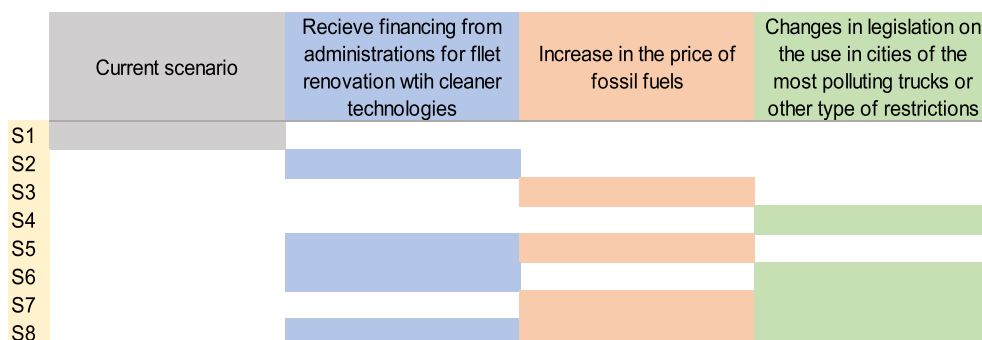 Current scenario
Recieve financing from
administrations for fllet
renovation wtih cleaner
technologies
Increase in the price of
fossil fuels
Changes in legislation on
the use in cities of the
most polluting trucks or
other type of restrictions
S1
S2
S3
S4
S5
S6
S7
S8